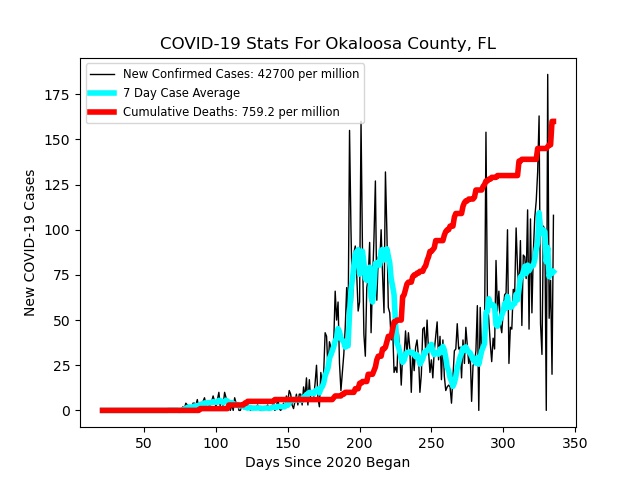 COVID-19 Stats For Okaloosa County, FL
New Confirmed Cases: 42700 per million
7 Day Case Average
Cumulative Deaths: 759.2 per million
New COVID-19 Cases
175
150
125
100
75
50
25
0
50 100 150 200 250 300 350
Days Since 2020 Began